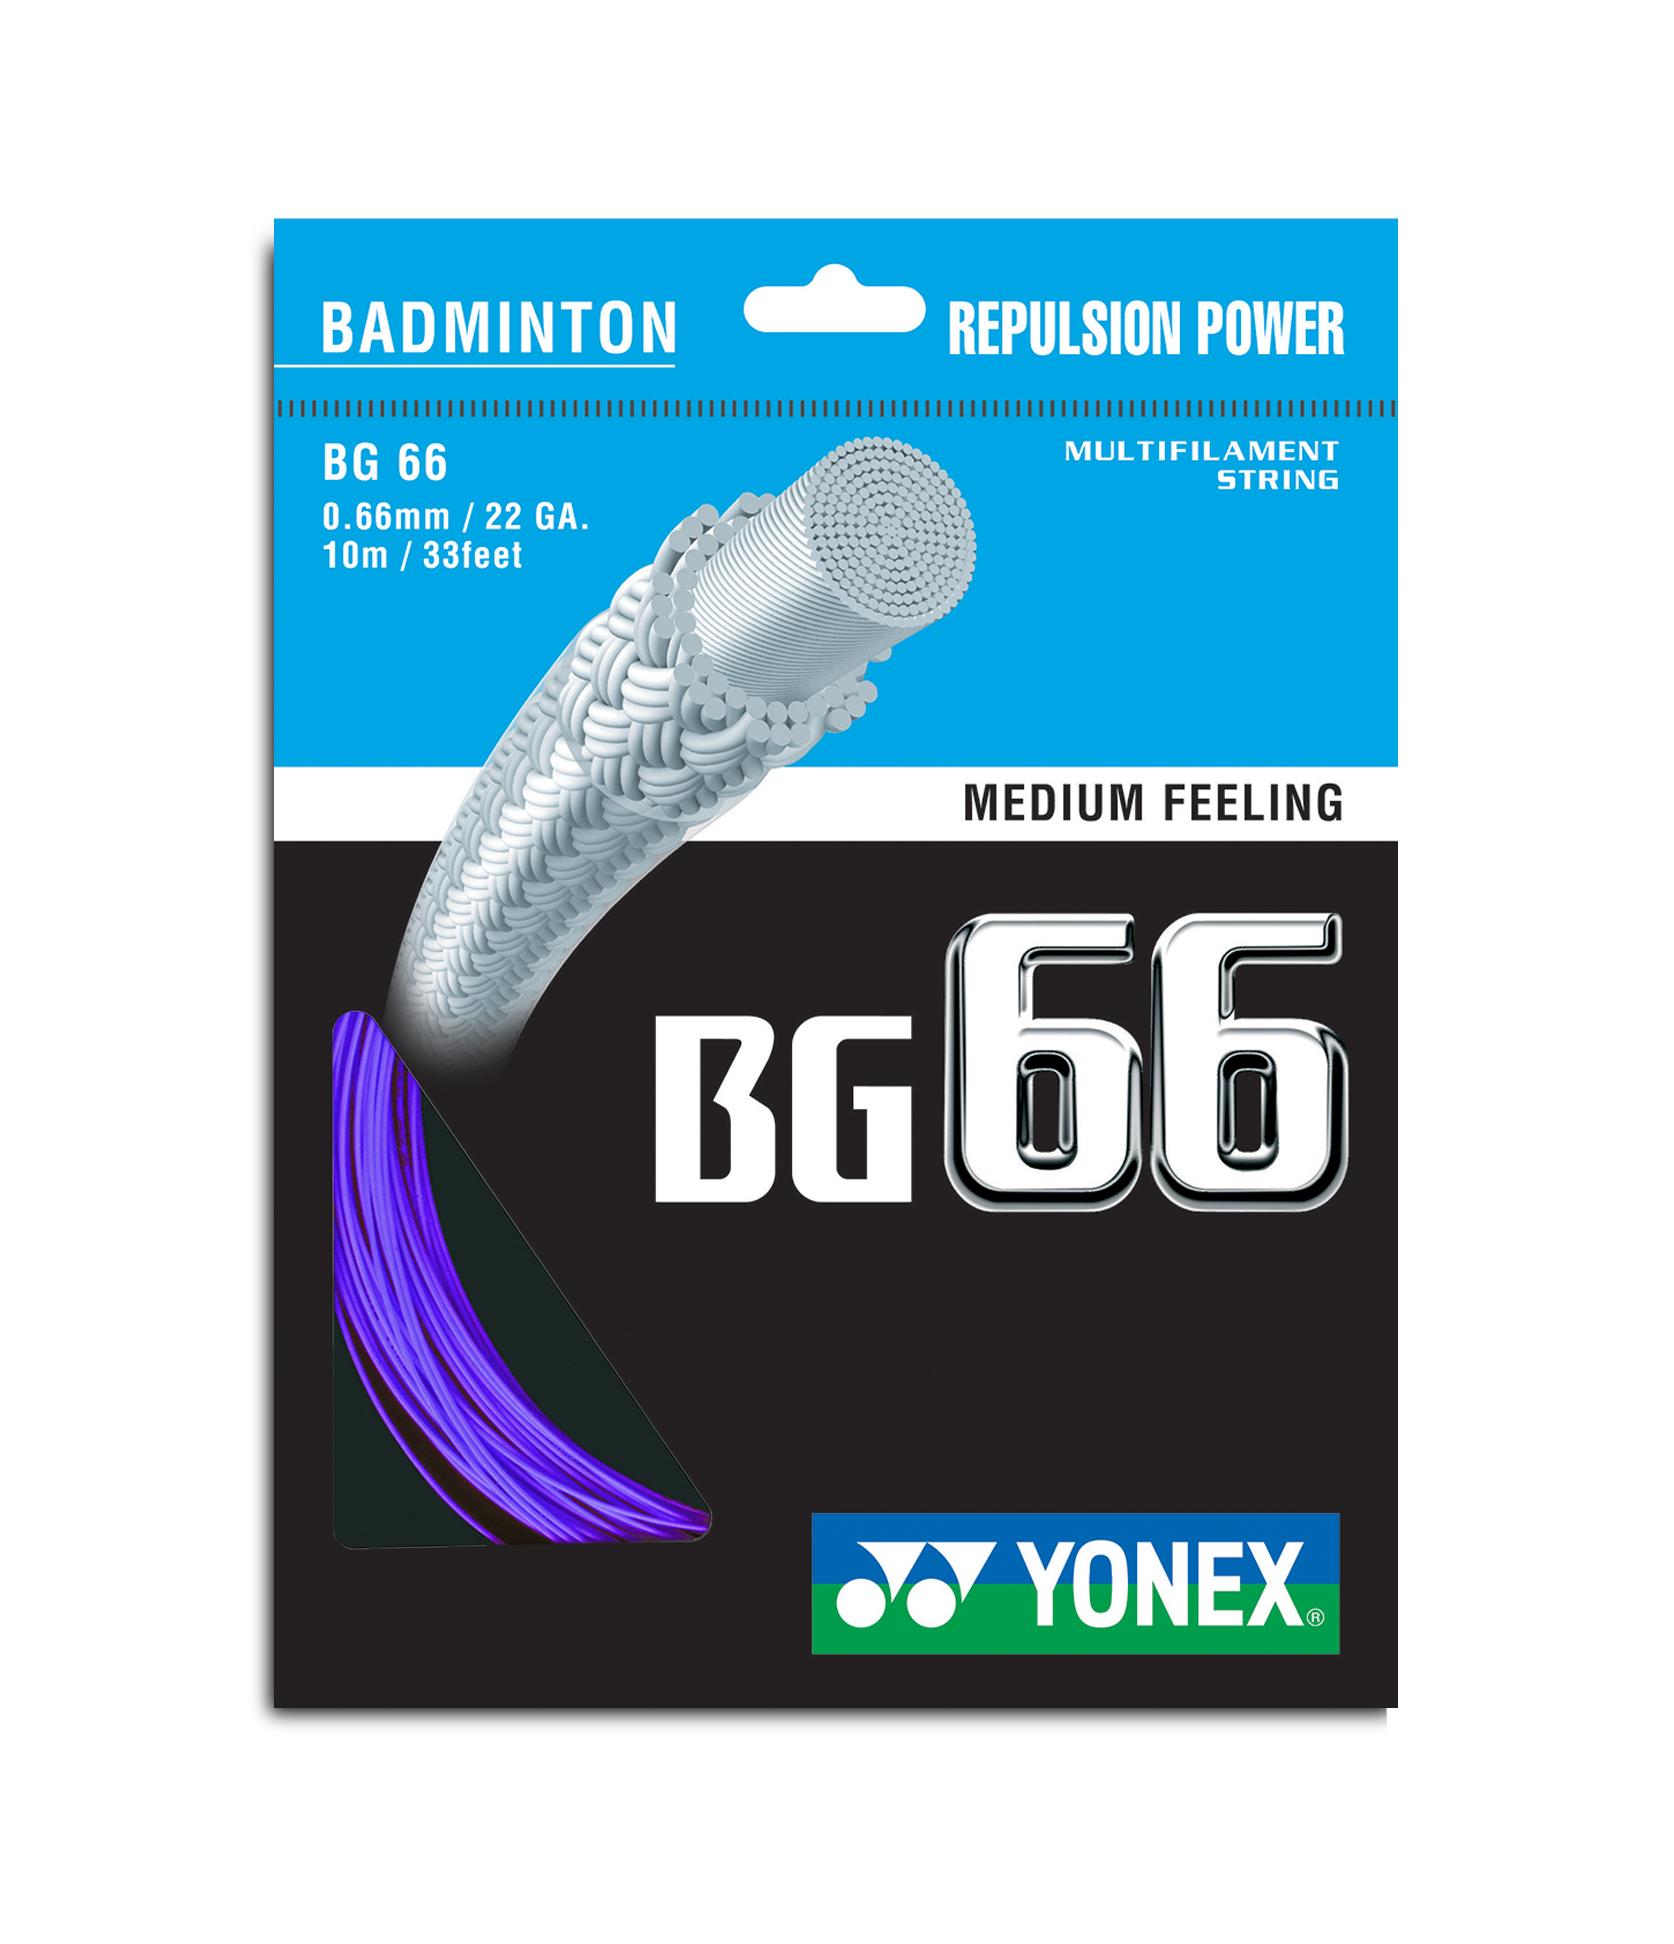 BADMINTON
REPULSION POWER
BG 66
0.66mm / 22 GA.
10m / 33feet
MULTIFILAMENT
STRING
MEDIUM FEELING
BG66
YONEX®